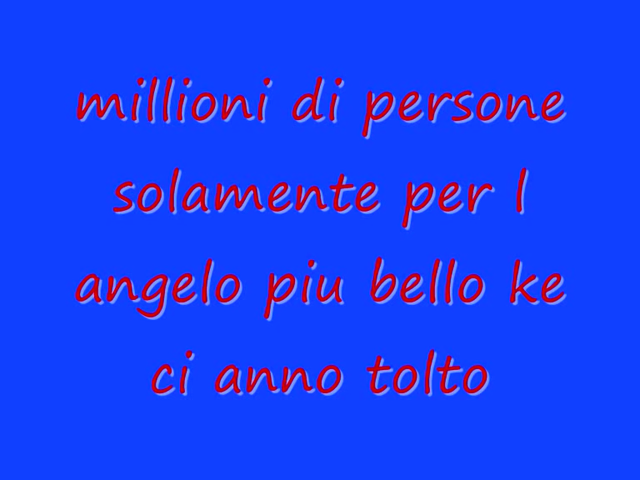 millioni di persone
solamente per l
angelo piu bello ke
ci anno tolto